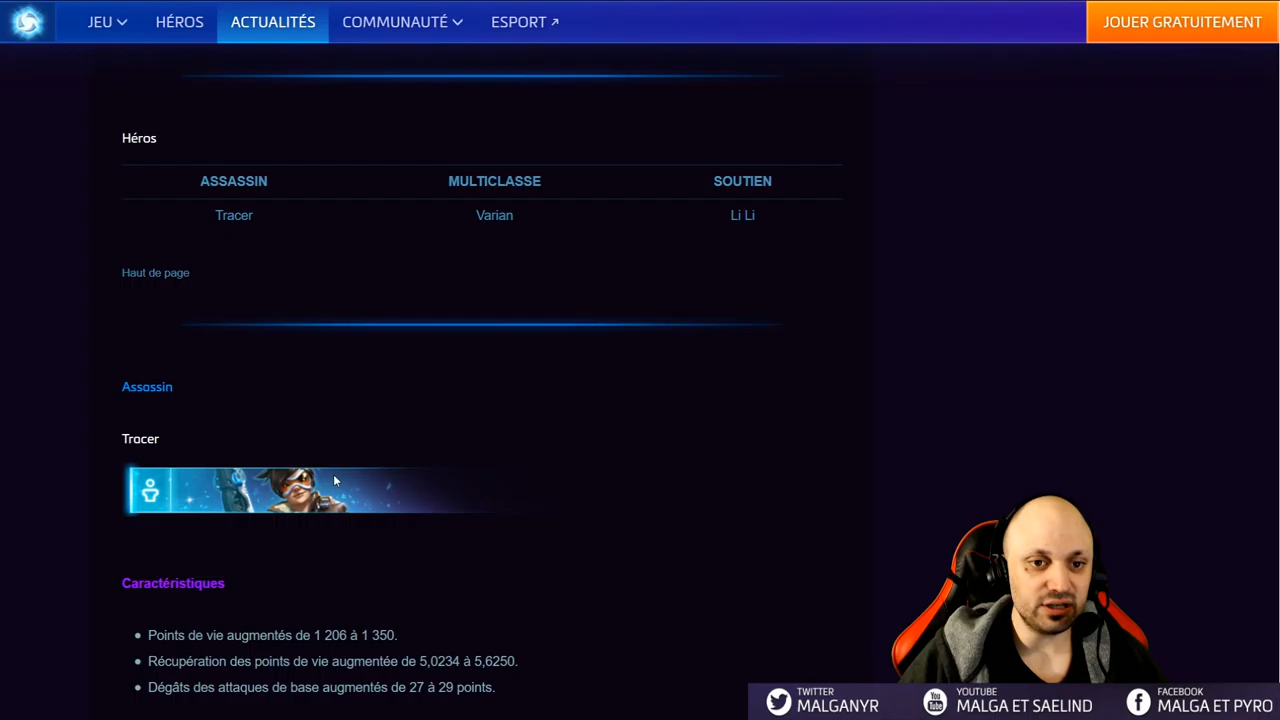 JEU HÉROS ACTUALITÉS COMMUNAUTÉ ESPORT JOUER GRATUITEMENT
Héros
ASSASSIN MULTICLASSE SOUTIEN
Tracer Varian Li Li
Haut de page
Assassin
Tracer
Caractéristiques
• Points de vie augmentés de 1 206 à 1 350.
• Récupération des points de vie augmentée de 5,0234 à 5,6250.
• Dégâts des attaques de base augmentés de 27 à 29 points.
TWITTER
MALGANYR
YOUTUBE
MALGA ET SAELIND
FACEBOOK
MALGA ET PYRO